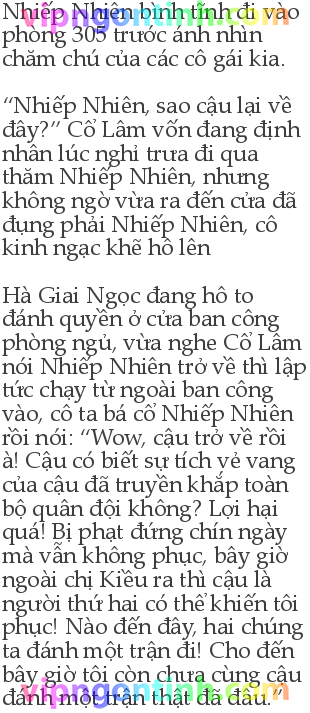 Nhiếp Nhiên bình tĩnh đi vào
phòng 305 trước ánh nhìn
chăm chú của các cô gái kia.
“Nhiếp Nhiên, sao cậu lại về
đây?” Cổ Lâm vốn đang định
nhân lúc nghỉ trưa đi qua
thăm Nhiếp Nhiên, nhưng
không ngờ vừa ra đến cửa đã
đụng phải Nhiếp Nhiên, cô
kinh ngạc khẽ hô lên
Hà Giai Ngọc đang hô to
đánh quyền ở cửa ban công
phòng ngủ, vừa nghe Cổ Lâm
nói Nhiếp Nhiên trở về thì lập
tức chạy từ ngoài ban công
vào, cô ta bá cổ Nhiếp Nhiên
rồi nói: “Wow, cậu trở về rồi
à! Cậu có biết sự tích vẻ vang
của cậu đã truyền khắp toàn
bộ quân đội không? Lợi hại
quá! Bị phạt đứng chín ngày
mà vẫn không phục, bây giờ
ngoài chị Kiều ra thì cậu là
người thứ hai có thể khiến tôi
phục! Nào đến đây, hai chúng
ta đánh một trận đi! Cho đến
bây giờ tôi còn chưa cùng cậu
đánh một trận thật đã đâu.”
vipngontinh.com
vipngontinh.com